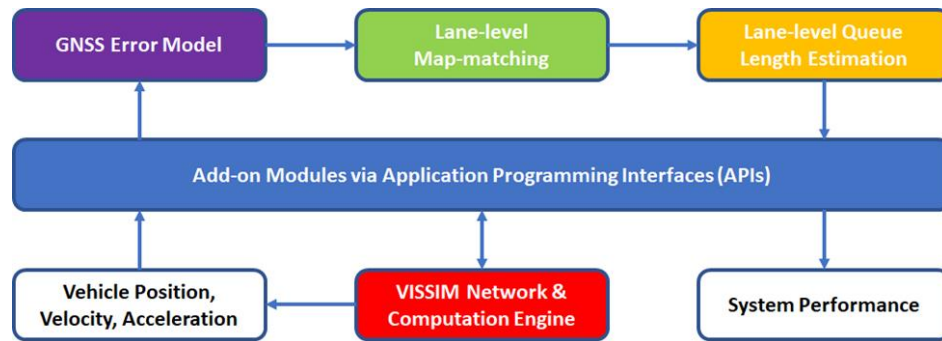 GNSS Error Model
Lane-level
Map-matching
Lane-level Queue
Length Estimation
Add-on Modules via Application Programming Interfaces (APIs)
Vehicle Position,
Velocity, Acceleration
VISSIM Network &
Computation Engine
System Performance